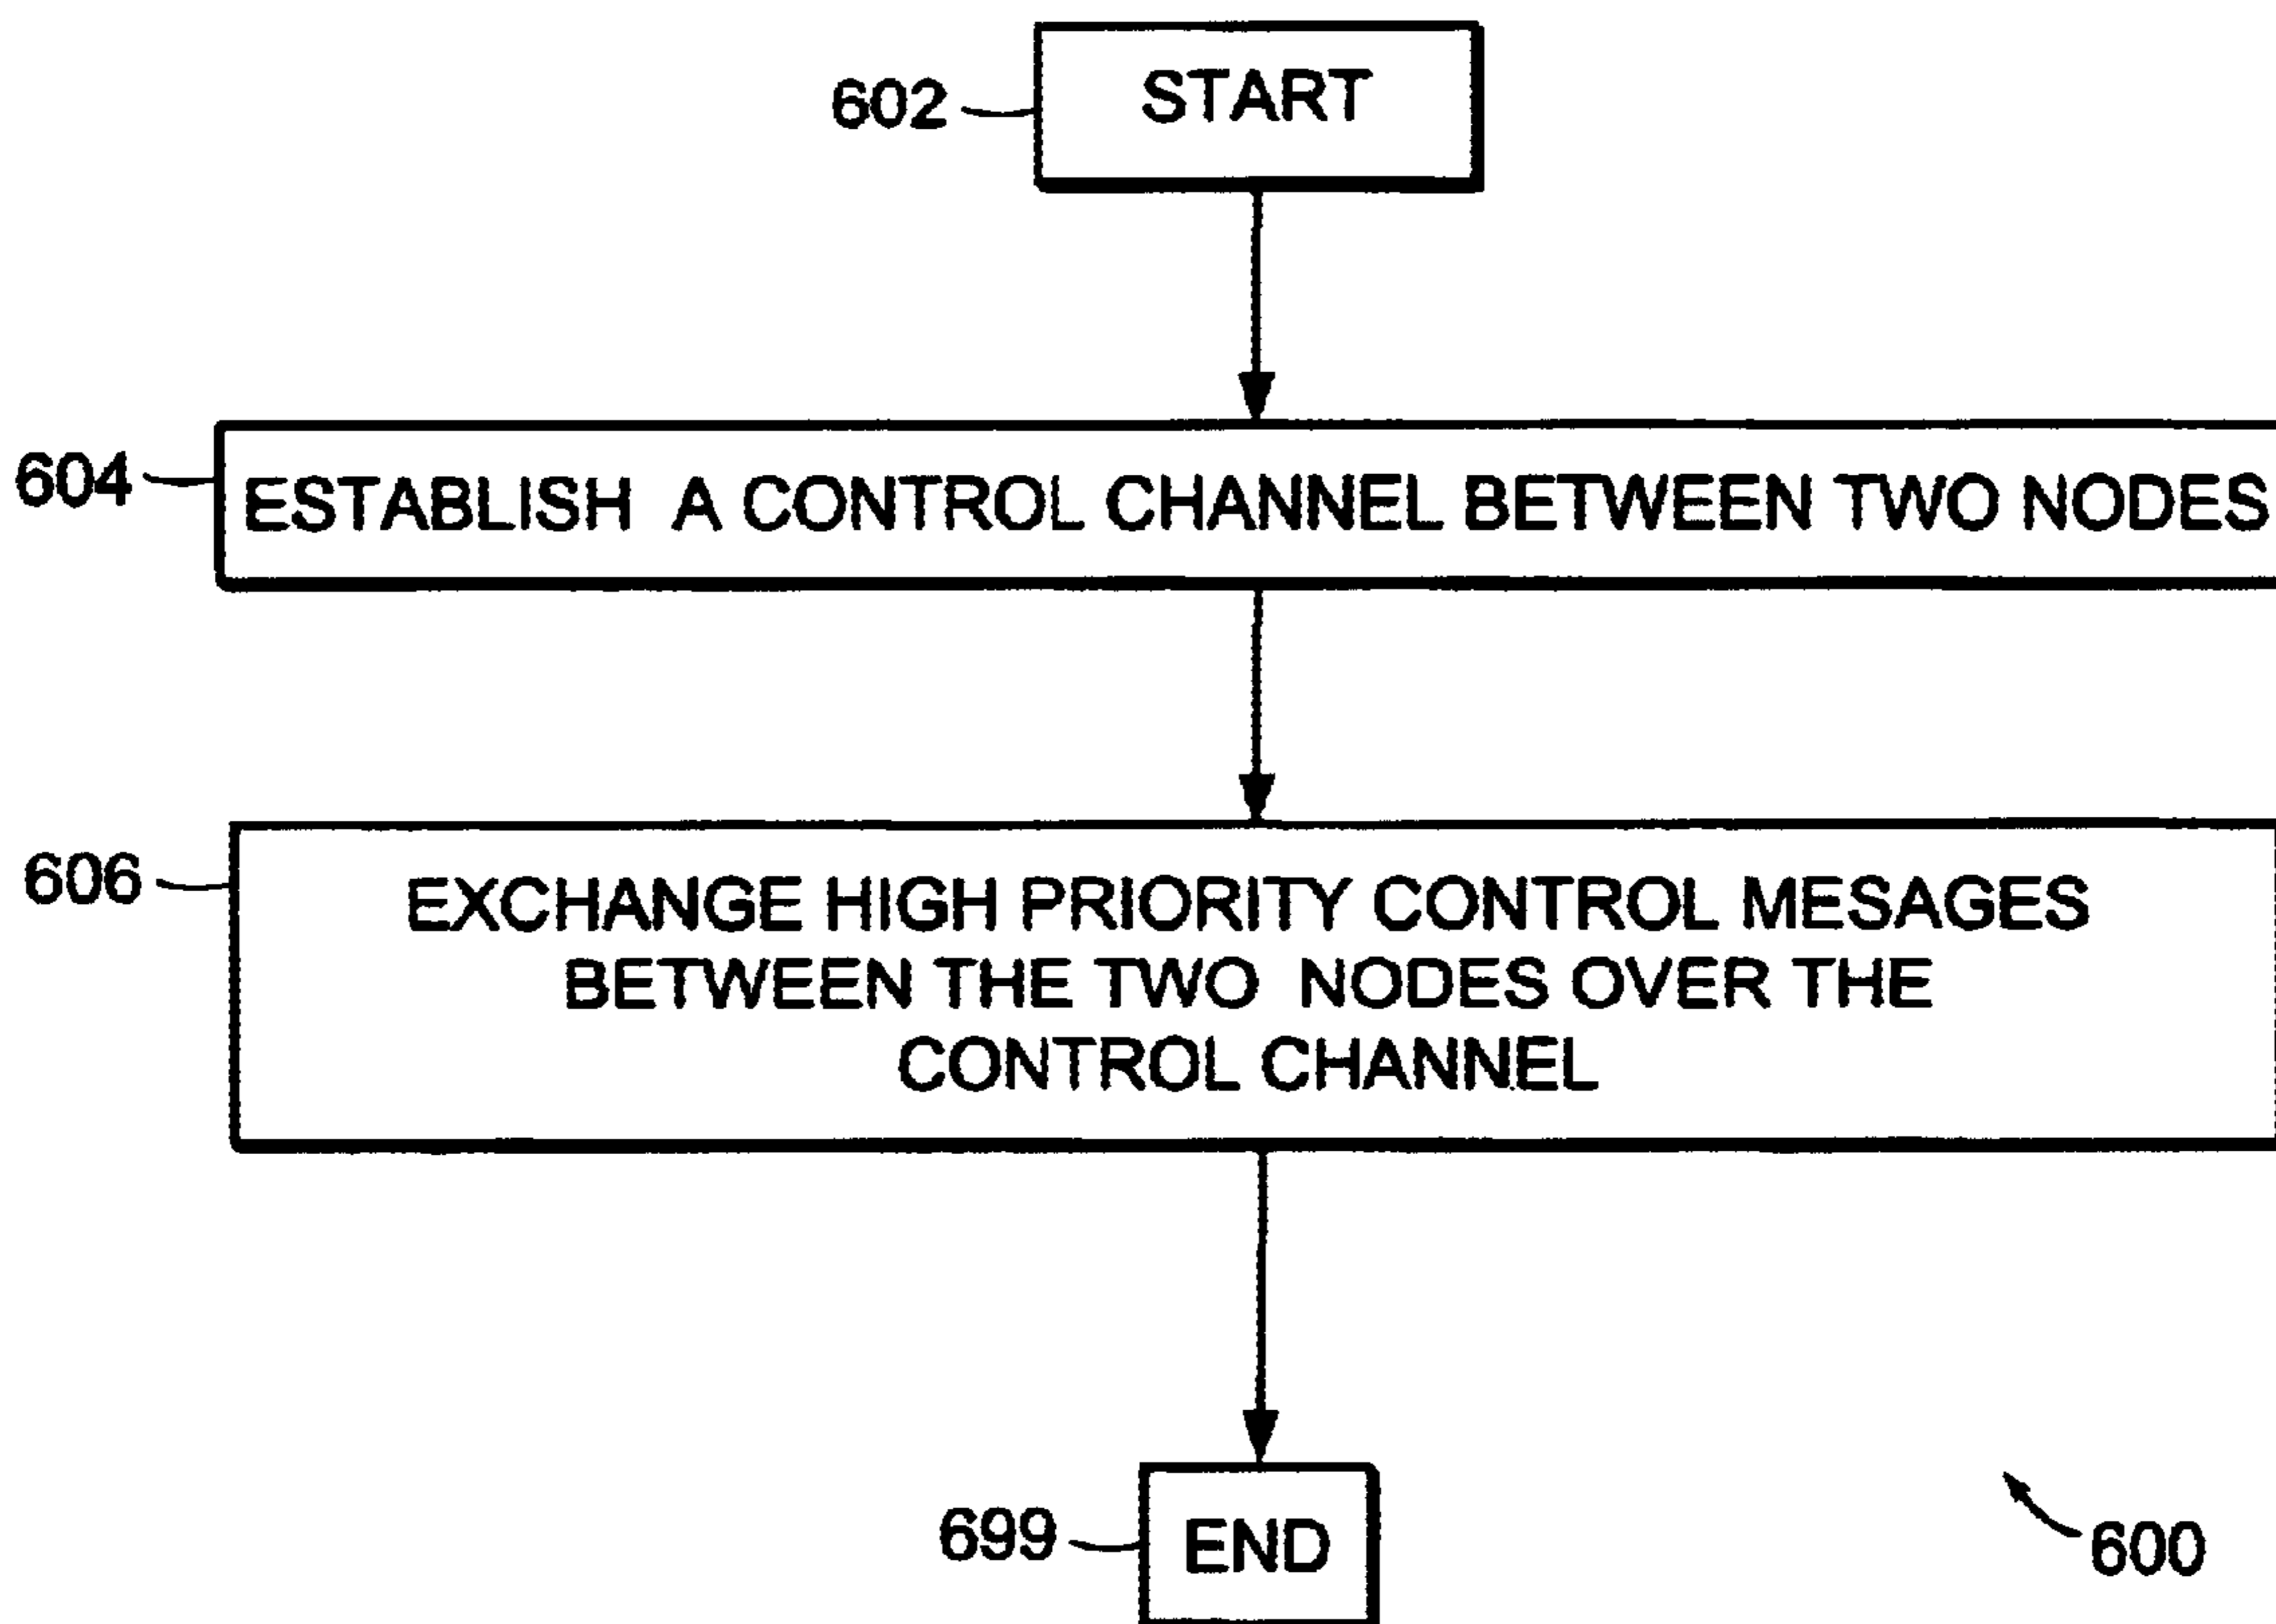 602
START
604
ESTABLISH A CONTROL CHANNEL BETWEEN TWO NODES
606
EXCHANGE HIGH PRIORITY CONTROL MESAGES
BETWEEN THE TWO NODES OVER THE
CONTROL CHANNEL
699
END
600